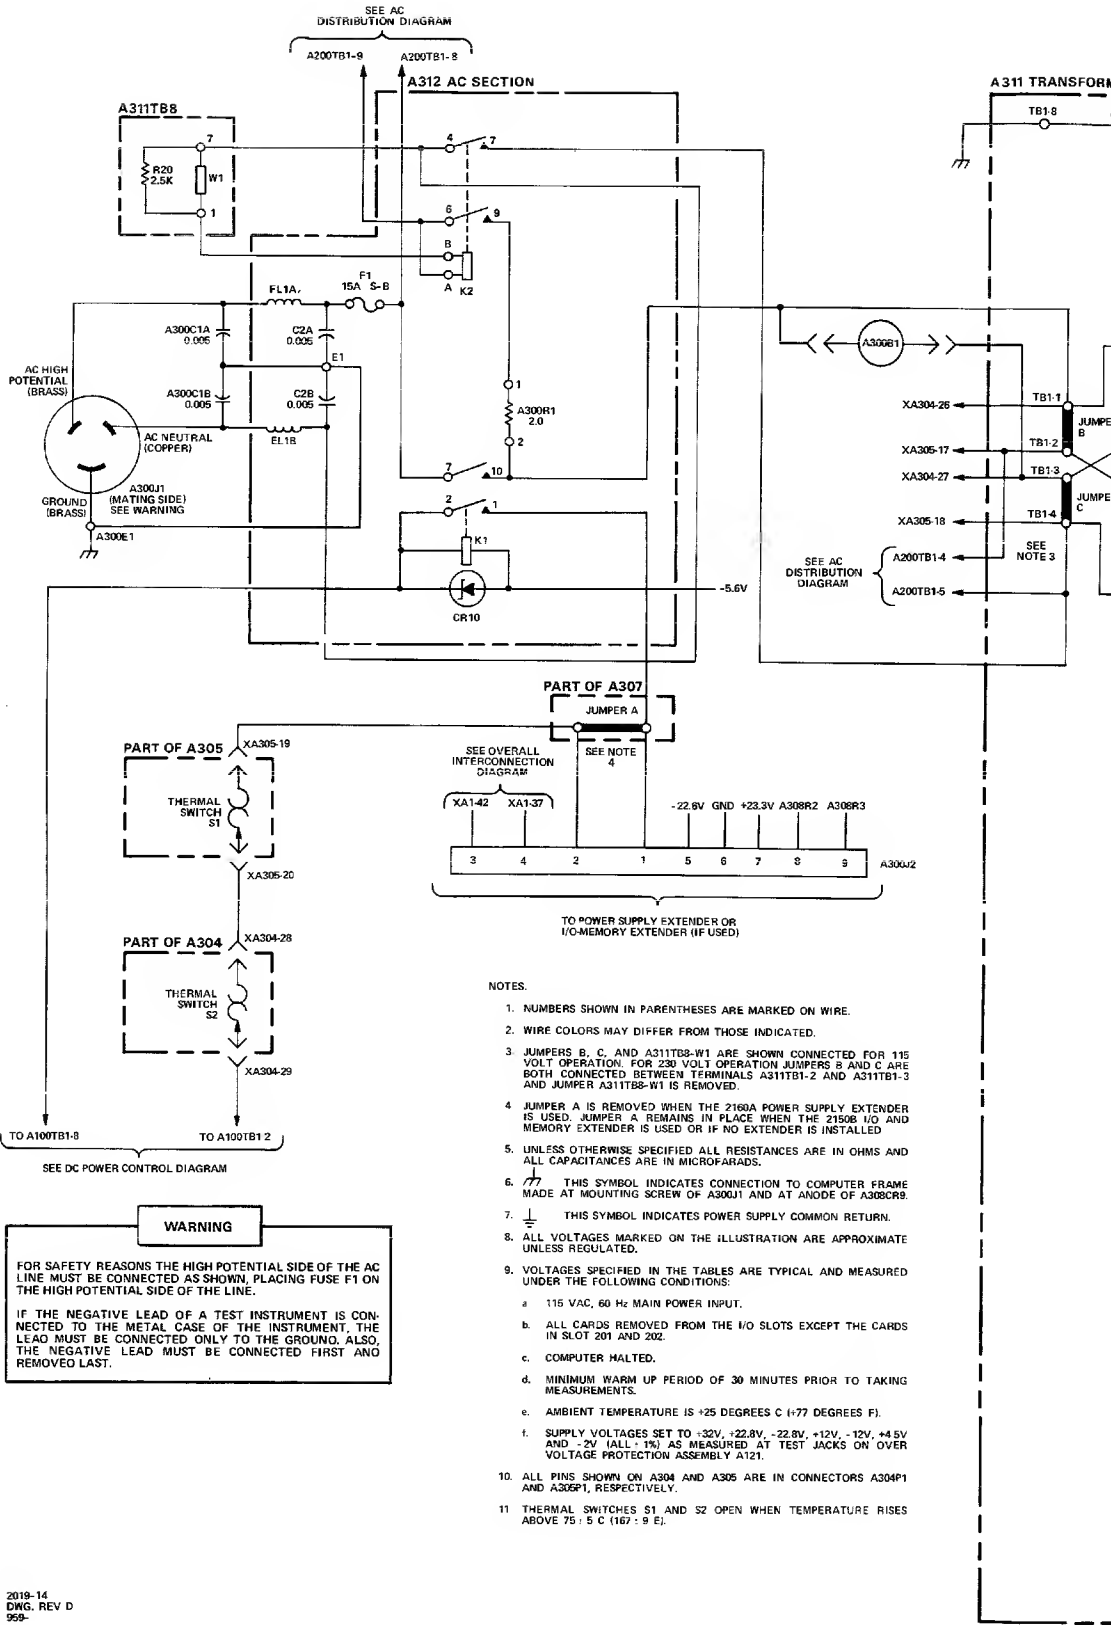 SEE AC
DISTRIBUTION DIAGRAM
A200TB1-9
A200TB1-8
A312 AC SECTION
A311 TRANSFORM
TB1-8
A311TB8
7
R20
2.5K
W1
1
4
7
6
9
B
A
K2
FL1A
F1
15A S-B
A300C1A
0.005
C2A
0.005
E1
A300C1B
0.005
C2B
0.005
AC HIGH
POTENTIAL
(BRASS)
AC NEUTRAL
(COPPER)
EL1B
A300J1
(MATING SIDE)
SEE WARNING
GROUND
(BRASS)
A300E1
1
A300R1
2.0
2
7
10
2
1
K1
CR10
-5.6V
A300B1
XA304-26
TB1-1
JUMPE
B
XA305-17
TB1-2
XA304-27
TB1-3
JUMPE
C
XA305-18
TB1-4
SEE
NOTE 3
SEE AC
DISTRIBUTION
DIAGRAM
A200TB1-4
A200TB1-5
PART OF A307
JUMPER A
SEE NOTE
4
PART OF A305
XA305-19
THERMAL
SWITCH
S1
XA305-20
SEE OVERALL
INTERCONNECTION
DIAGRAM
XA1-42 XA1-37
-22.6V GND +23.3V A308R2 A308R3
3 4 2 1 5 6 7 8 9
A300J2
TO POWER SUPPLY EXTENDER OR
I/O-MEMORY EXTENDER (IF USED)
PART OF A304
XA304-28
THERMAL
SWITCH
S2
XA304-29
TO A100TB1-8
TO A100TB1 2
SEE DC POWER CONTROL DIAGRAM
WARNING
FOR SAFETY REASONS THE HIGH POTENTIAL SIDE OF THE AC
LINE MUST BE CONNECTED AS SHOWN, PLACING FUSE F1 ON
THE HIGH POTENTIAL SIDE OF THE LINE.
IF THE NEGATIVE LEAD OF A TEST INSTRUMENT IS CON-
NECTED TO THE METAL CASE OF THE INSTRUMENT, THE
LEAD MUST BE CONNECTED ONLY TO THE GROUND. ALSO,
THE NEGATIVE LEAD MUST BE CONNECTED FIRST AND
REMOVED LAST.
NOTES.
1. NUMBERS SHOWN IN PARENTHESES ARE MARKED ON WIRE.
2. WIRE COLORS MAY DIFFER FROM THOSE INDICATED.
3 JUMPERS B, C, AND A311TB8-W1 ARE SHOWN CONNECTED FOR 115
VOLT OPERATION. FOR 230 VOLT OPERATION JUMPERS B AND C ARE
BOTH CONNECTED BETWEEN TERMINALS A311TB1-2 AND A311TB1-3
AND JUMPER A311TB8-W1 IS REMOVED.
4 JUMPER A IS REMOVED WHEN THE 2160A POWER SUPPLY EXTENDER
IS USED. JUMPER A REMAINS IN PLACE WHEN THE 2150B I/O AND
MEMORY EXTENDER IS USED OR IF NO EXTENDER IS INSTALLED
5. UNLESS OTHERWISE SPECIFIED ALL RESISTANCES ARE IN OHMS AND
ALL CAPACITANCES ARE IN MICROFARADS.
6. THIS SYMBOL INDICATES CONNECTION TO COMPUTER FRAME
MADE AT MOUNTING SCREW OF A300J1 AND AT ANODE OF A308CR9.
7. THIS SYMBOL INDICATES POWER SUPPLY COMMON RETURN.
8. ALL VOLTAGES MARKED ON THE ILLUSTRATION ARE APPROXIMATE
UNLESS REGULATED.
9. VOLTAGES SPECIFIED IN THE TABLES ARE TYPICAL AND MEASURED
UNDER THE FOLLOWING CONDITIONS:
a 115 VAC, 60 Hz MAIN POWER INPUT.
b. ALL CARDS REMOVED FROM THE I/O SLOTS EXCEPT THE CARDS
IN SLOT 201 AND 202.
c. COMPUTER HALTED.
d. MINIMUM WARM UP PERIOD OF 30 MINUTES PRIOR TO TAKING
MEASUREMENTS.
e. AMBIENT TEMPERATURE IS +25 DEGREES C (+77 DEGREES F).
f. SUPPLY VOLTAGES SET TO +32V, +22.8V, -22.8V, +12V, -12V, +4 5V
AND -2V (ALL ± 1%) AS MEASURED AT TEST JACKS ON OVER
VOLTAGE PROTECTION ASSEMBLY A121.
10. ALL PINS SHOWN ON A304 AND A305 ARE IN CONNECTORS A304P1
AND A305P1, RESPECTIVELY.
11 THERMAL SWITCHES S1 AND S2 OPEN WHEN TEMPERATURE RISES
ABOVE 75 ± 5 C (167 ± 9 F).
2019-14
DWG. REV D
959-